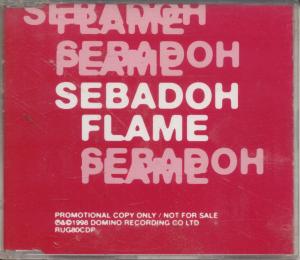 SEBADOH
FLAME
SEBADOH
FLAME
SEBADOH
FLAME
SEBADOH
FLAME
PROMOTIONAL COPY ONLY / NOT FOR SALE
℗&©1998 DOMINO RECORDING CO LTD
RUG80CDP